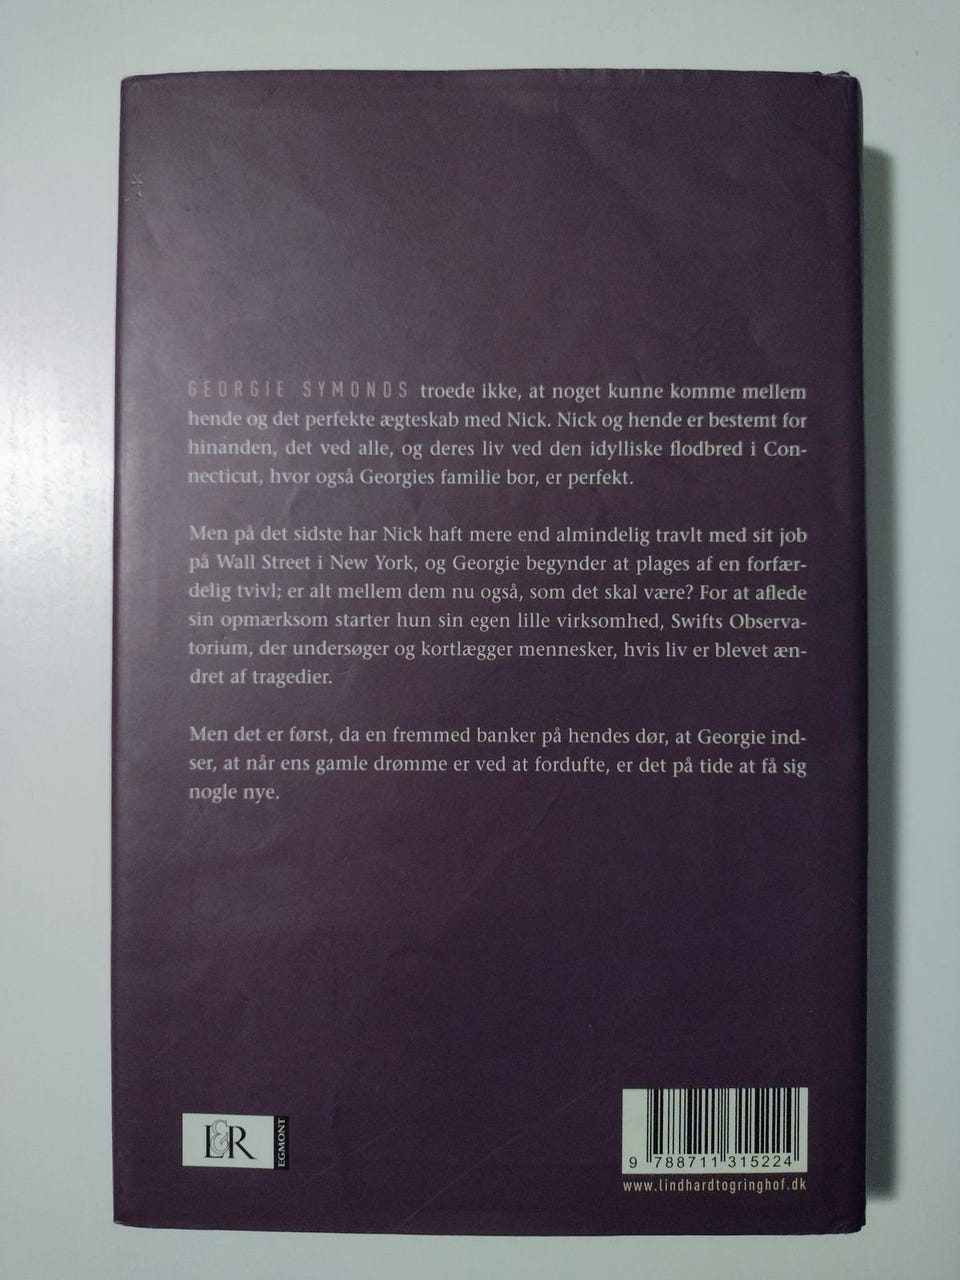 GEORGIE SYMONDS troede ikke, at noget kunne komme mellem
hende og det perfekte ægteskab med Nick. Nick og hende er bestemt for
hinanden, det ved alle, og deres liv ved den idylliske flodbred i Con-
necticut, hvor også Georgies familie bor, er perfekt.
Men på det sidste har Nick haft mere end almindelig travlt med sit job
på Wall Street i New York, og Georgie begynder at plages af en forfær-
delig tvivl; er alt mellem dem nu også, som det skal være? For at aflede
sin opmærksom starter hun sin egen lille virksomhed, Swifts Observa-
torium, der undersøger og kortlægger mennesker, hvis liv er blevet æn-
dret af tragedier.
Men det er først, da en fremmed banker på hendes dør, at Georgie ind-
ser, at når ens gamle drømme er ved at fordufte, er det på tide at få sig
nogle nye.
L&R
EGMONT
9 788711 315224
www.lindhardtogringhof.dk